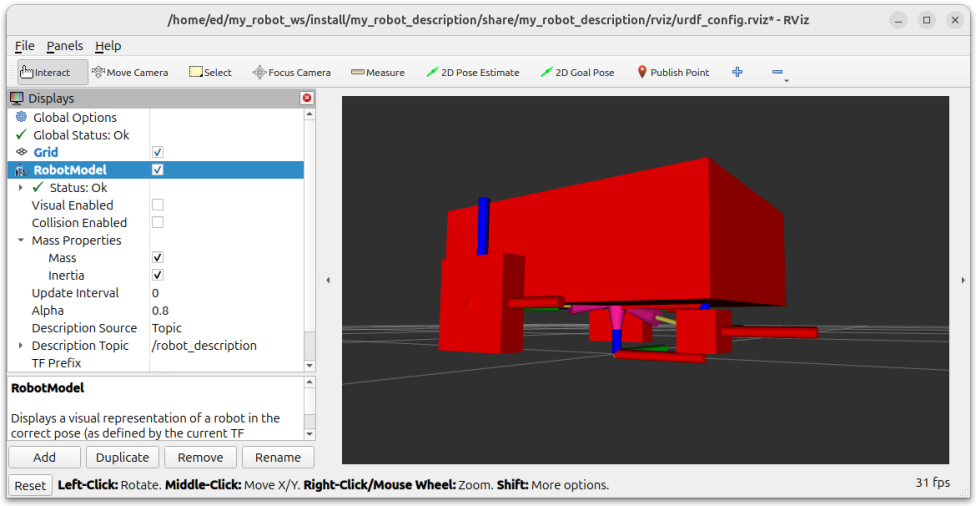 /home/ed/my_robot_ws/install/my_robot_description/share/my_robot_description/rviz/urdf_config.rviz* - RViz
File Panels Help
Interact Move Camera Select Focus Camera Measure 2D Pose Estimate 2D Goal Pose Publish Point
Displays
Global Options
Global Status: Ok
Grid
RobotModel
Status: Ok
Visual Enabled
Collision Enabled
Mass Properties
Mass
Inertia
Update Interval 0
Alpha 0.8
Description Source Topic
Description Topic /robot_description
TF Prefix
RobotModel
Displays a visual representation of a robot in the
correct pose (as defined by the current TF
Add Duplicate Remove Rename
Reset Left-Click: Rotate. Middle-Click: Move X/Y. Right-Click/Mouse Wheel: Zoom. Shift: More options. 31 fps